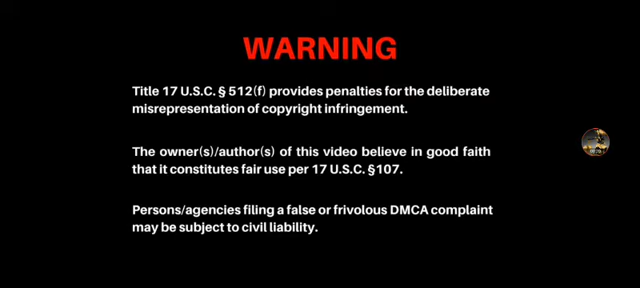 WARNING
Title 17 U.S.C. § 512(f) provides penalties for the deliberate
misrepresentation of copyright infringement.
The owner(s)/author(s) of this video believe in good faith
that it constitutes fair use per 17 U.S.C. §107.
Persons/agencies filing a false or frivolous DMCA complaint
may be subject to civil liability.